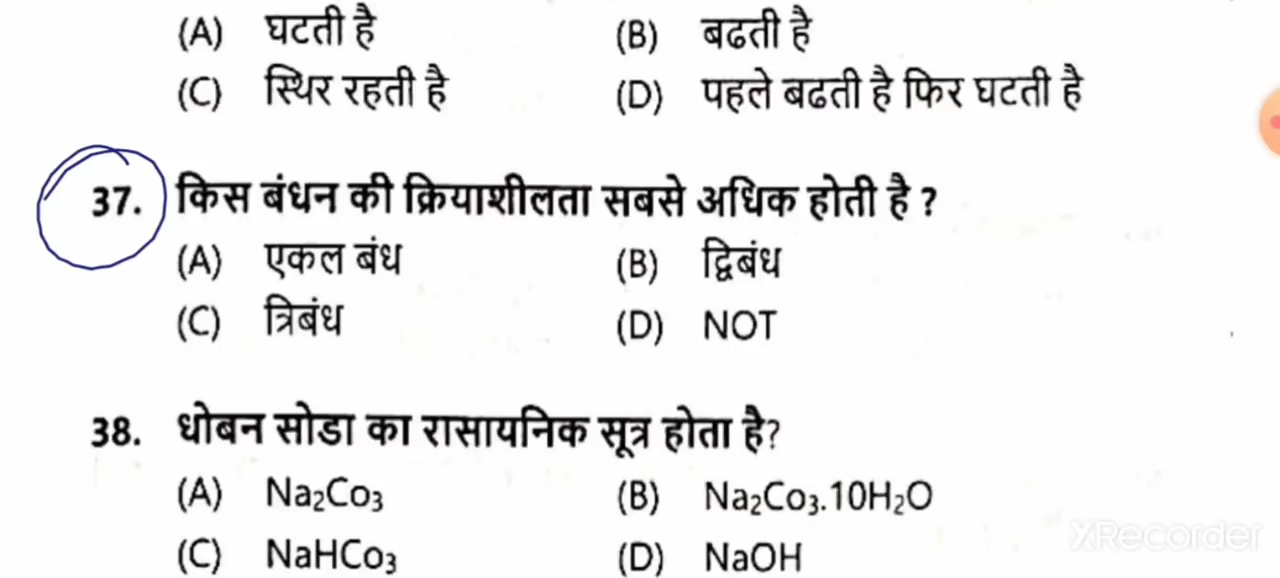 (A) घटती है (B) बढती है
(C) स्थिर रहती है (D) पहले बढती है फिर घटती है
37. किस बंधन की क्रियाशीलता सबसे अधिक होती है ?
(A) एकल बंध (B) द्विबंध
(C) त्रिबंध (D) NOT
38. धोबन सोडा का रासायनिक सूत्र होता है?
(A) Na₂Co₃ (B) Na₂Co₃.10H₂O
(C) NaHCo₃ (D) NaOH
XRecorder